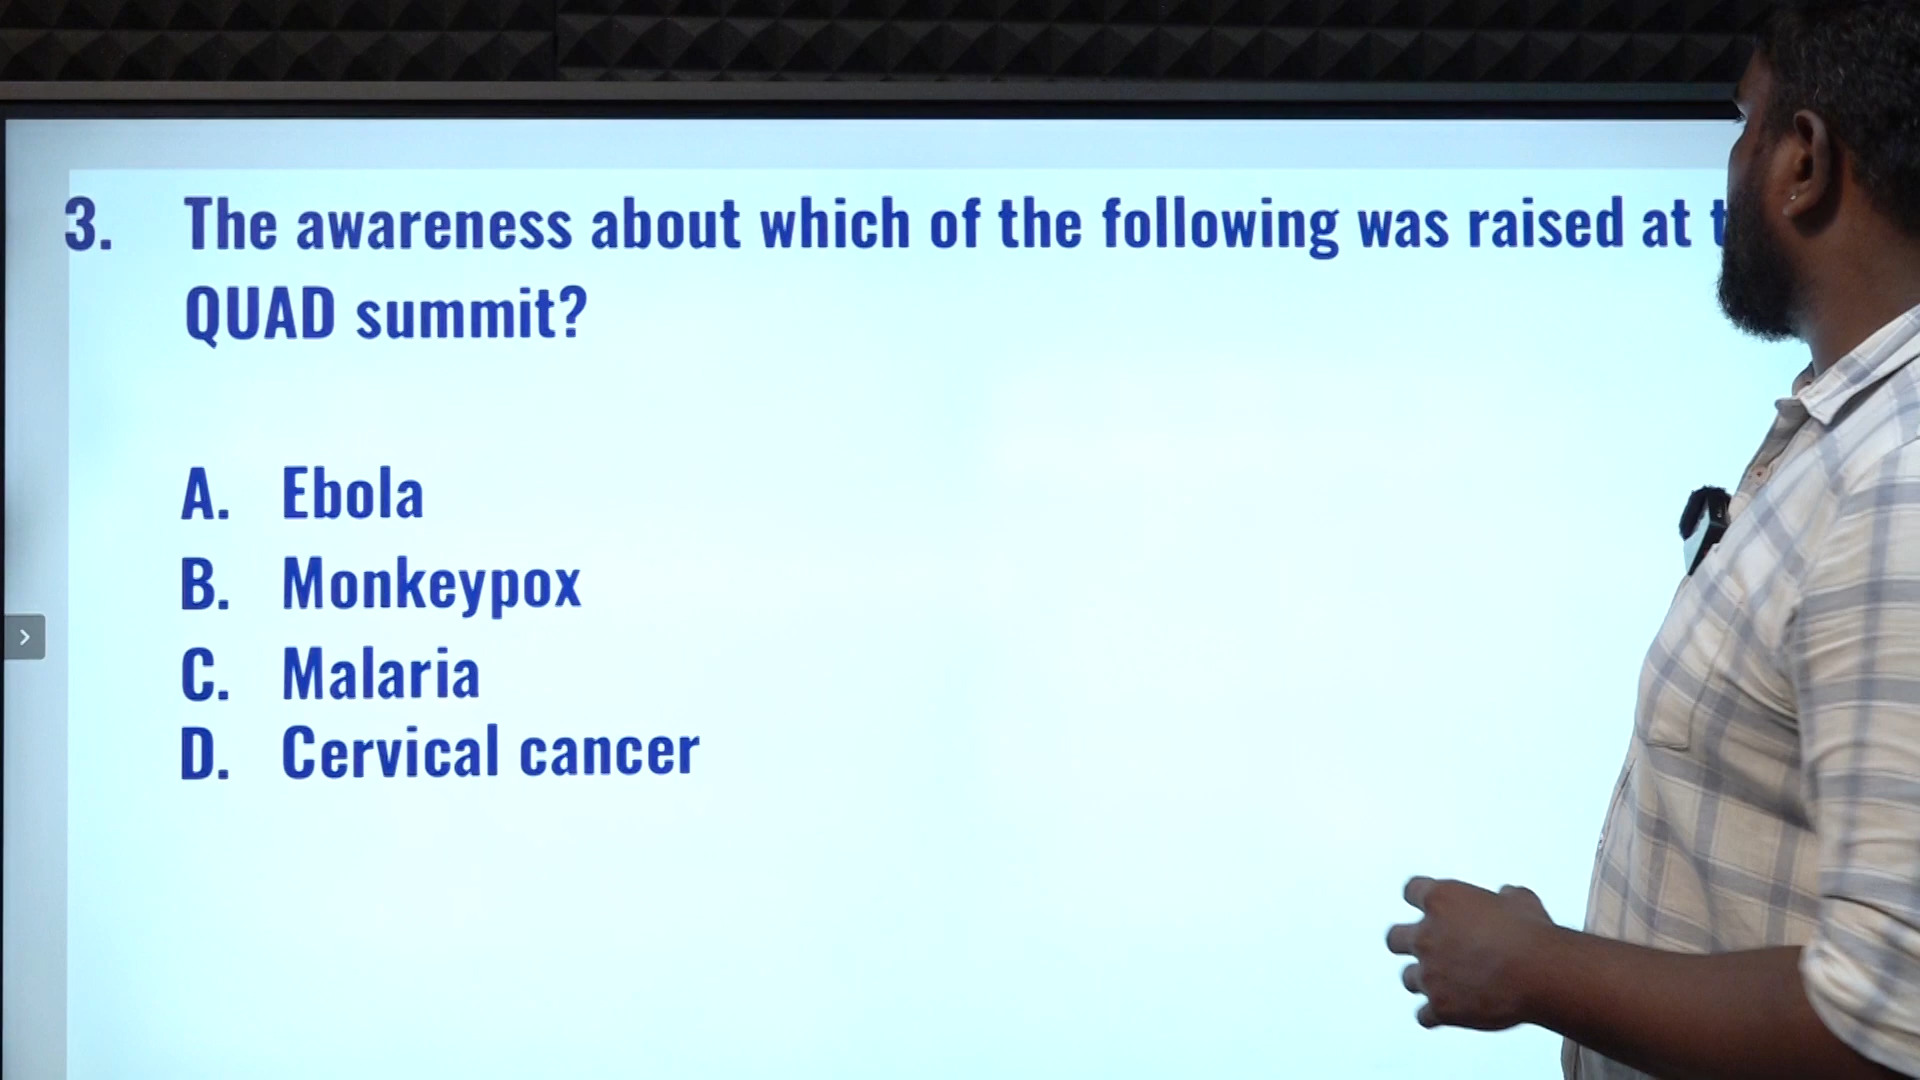 3. The awareness about which of the following was raised at
QUAD summit?
A. Ebola
B. Monkeypox
C. Malaria
D. Cervical cancer